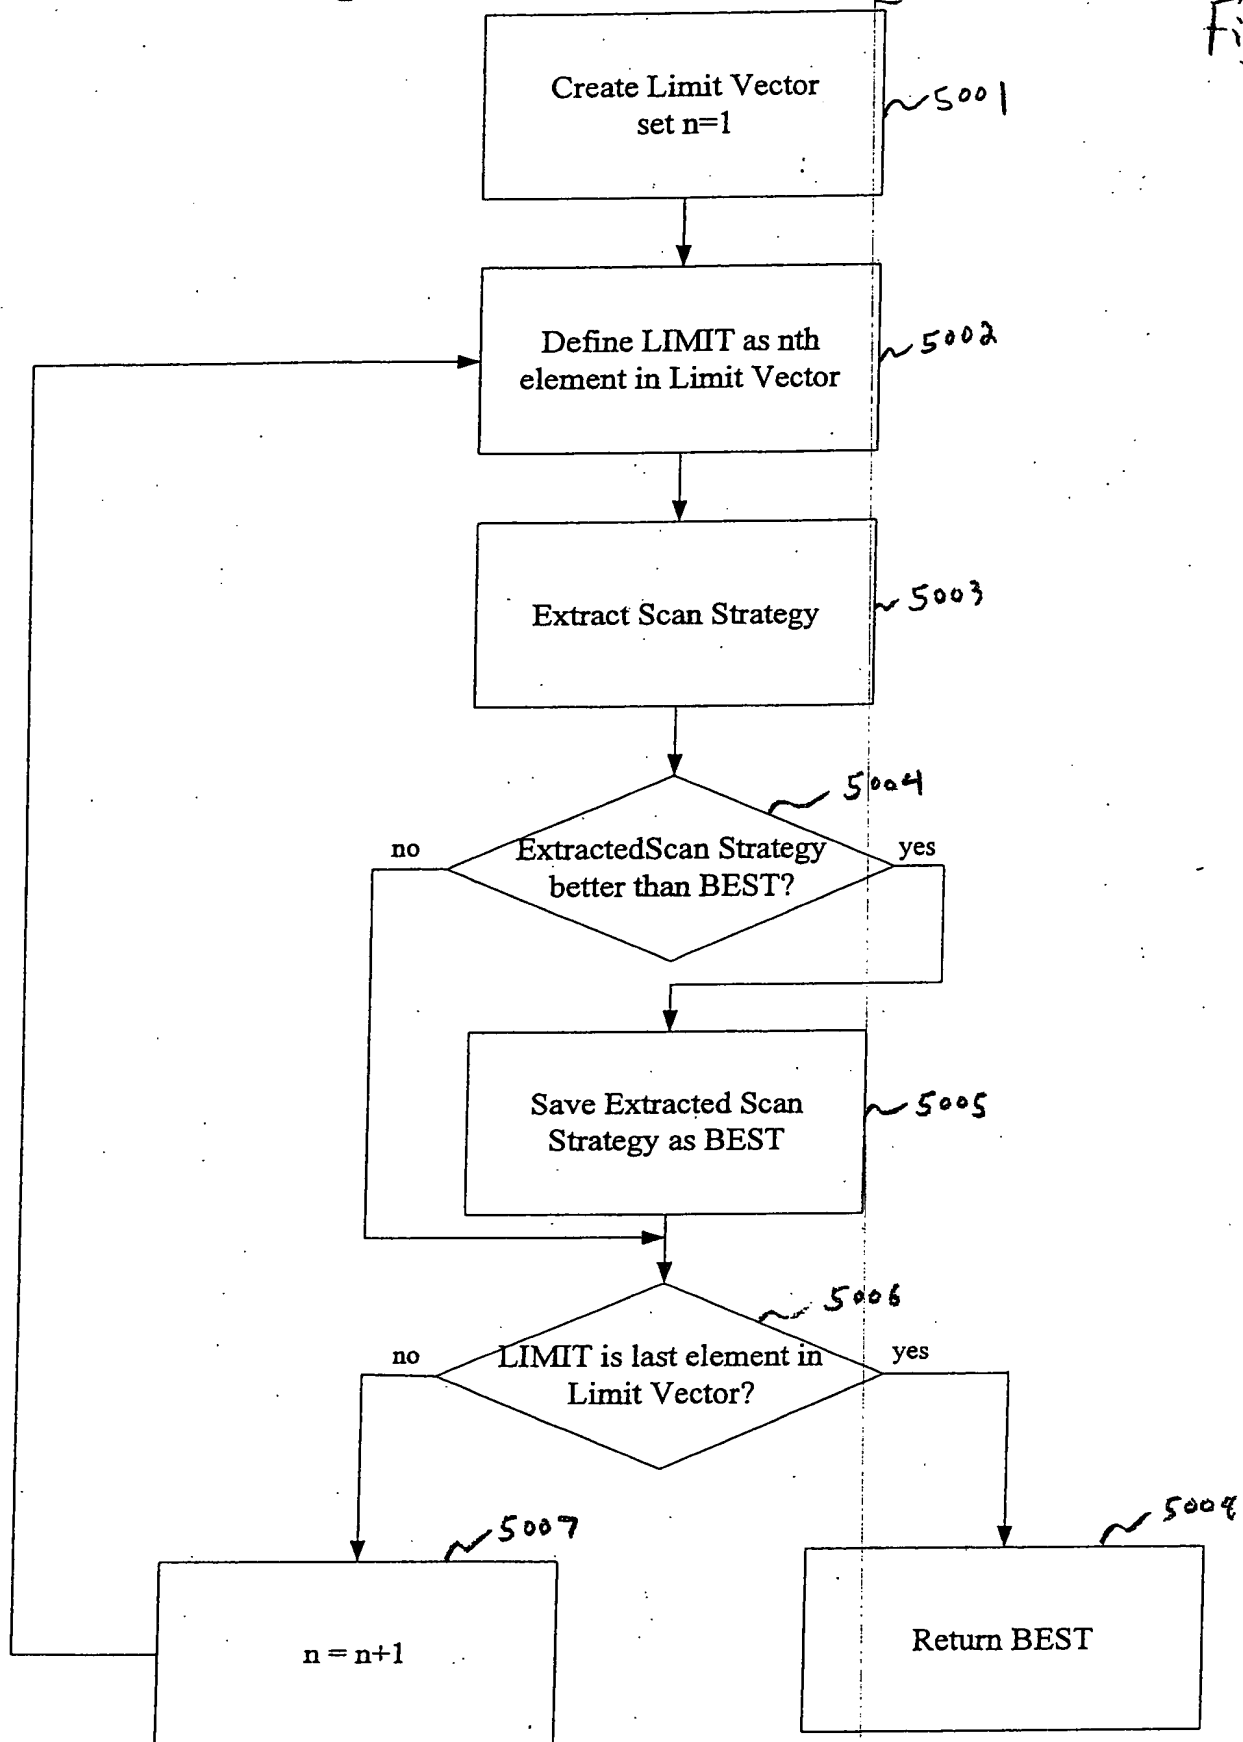 Create Limit Vector
set n=1
5001
Define LIMIT as nth
element in Limit Vector
5002
Extract Scan Strategy
5003
5004
no
ExtractedScan Strategy
better than BEST?
yes
Save Extracted Scan
Strategy as BEST
5005
5006
no
LIMIT is last element in
Limit Vector?
yes
5007
n = n+1
Return BEST